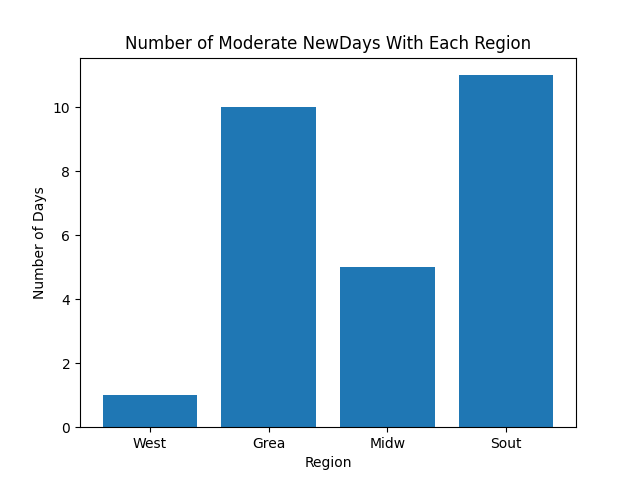 Number of Moderate NewDays With Each Region
Number of Days
10
8
6
4
2
0
West Grea Midw Sout
Region